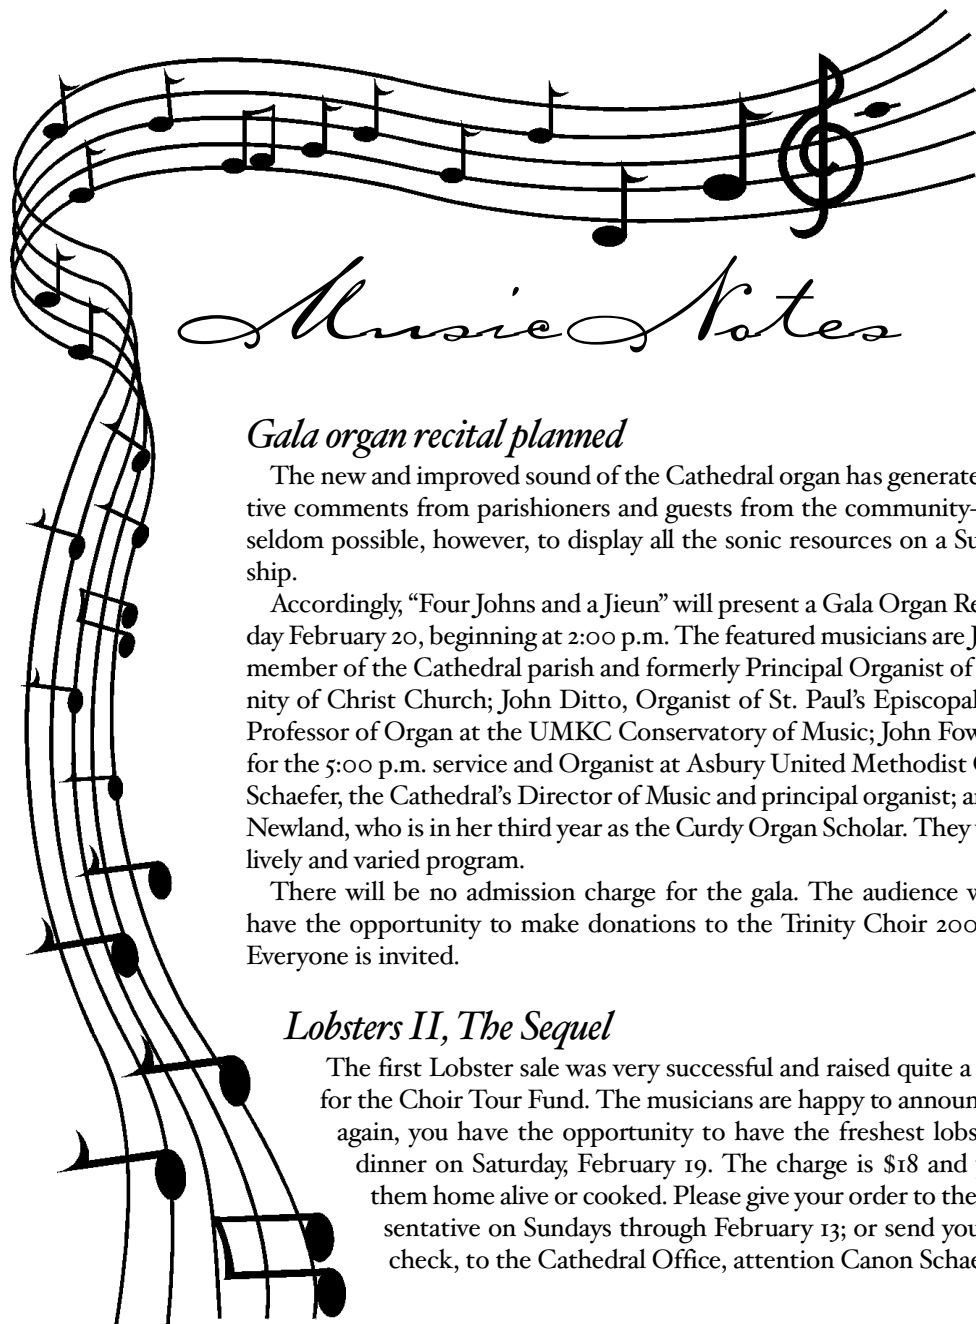 Music Notes
Gala organ recital planned
The new and improved sound of the Cathedral organ has generate
tive comments from parishioners and guests from the community–
seldom possible, however, to display all the sonic resources on a Su
ship.
Accordingly, “Four Johns and a Jieun” will present a Gala Organ Re
day February 20, beginning at 2:00 p.m. The featured musicians are J
member of the Cathedral parish and formerly Principal Organist of
nity of Christ Church; John Ditto, Organist of St. Paul’s Episcopal
Professor of Organ at the UMKC Conservatory of Music; John Fow
for the 5:00 p.m. service and Organist at Asbury United Methodist
Schaefer, the Cathedral’s Director of Music and principal organist; a
Newland, who is in her third year as the Curdy Organ Scholar. They
lively and varied program.
There will be no admission charge for the gala. The audience w
have the opportunity to make donations to the Trinity Choir 200
Everyone is invited.
Lobsters II, The Sequel
The first Lobster sale was very successful and raised quite a
for the Choir Tour Fund. The musicians are happy to announ
again, you have the opportunity to have the freshest lobs
dinner on Saturday, February 19. The charge is $18 and
them home alive or cooked. Please give your order to the
sentative on Sundays through February 13; or send you
check, to the Cathedral Office, attention Canon Schae